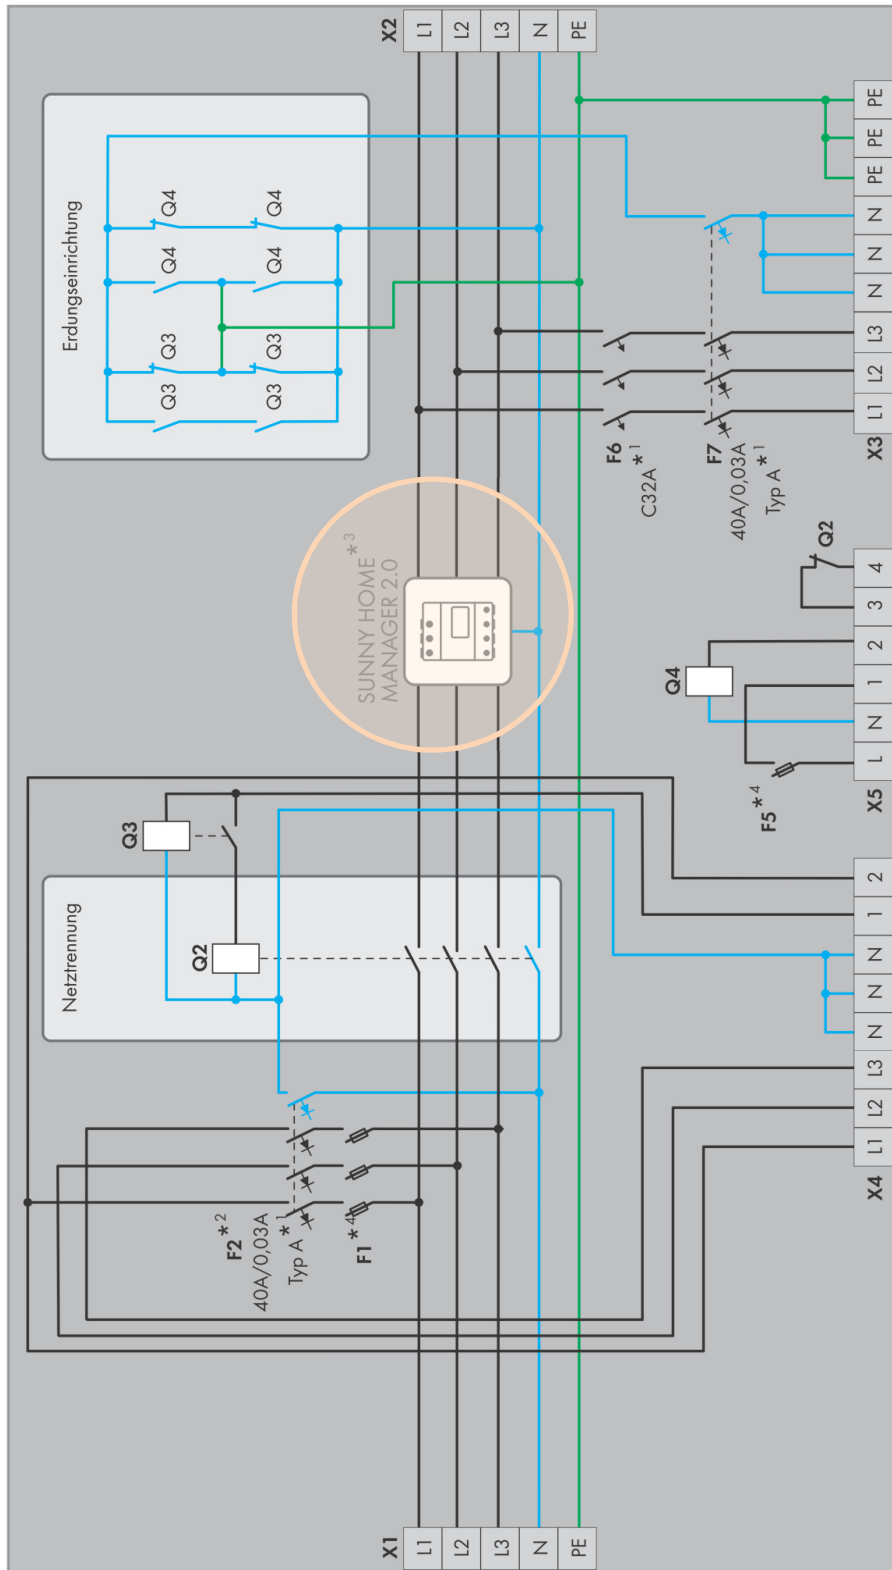 X2
L1
L2
L3
N
PE
Erdungseinrichtung
Q4
Q4
Q4
Q4
Q3
Q3
Q3
Q3
PE
PE
PE
N
N
N
L3
L2
L1
X3
F6
C32A *1
F7
40A/0,03A
Typ A *1
SUNNY HOME *3
MANAGER 2.0
Q2
4
3
2
1
N
L
X5
Q4
F5 *4
Q3
Netztrennung
Q2
2
1
N
N
N
L3
L2
L1
X4
F2 *2
40A/0,03A
Typ A *1
F1 *4
X1
L1
L2
L3
N
PE